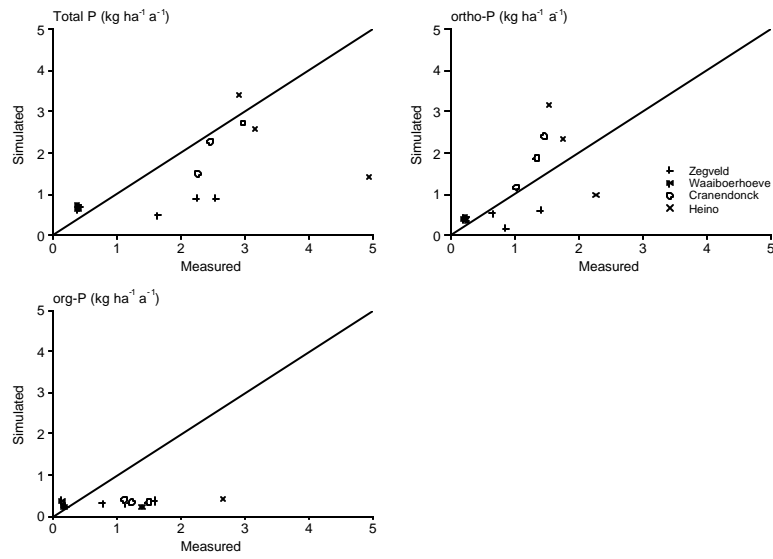 Total P (kg ha-1 a-1)
5
4
3
2
1
0
Simulated
0 1 2 3 4 5
Measured
ortho-P (kg ha-1 a-1)
5
4
3
2
1
0
Simulated
0 1 2 3 4 5
Measured
Zegveld
Waaiboerhoeve
Cranendonck
Heino
org-P (kg ha-1 a-1)
5
4
3
2
1
0
Simulated
0 1 2 3 4 5
Measured